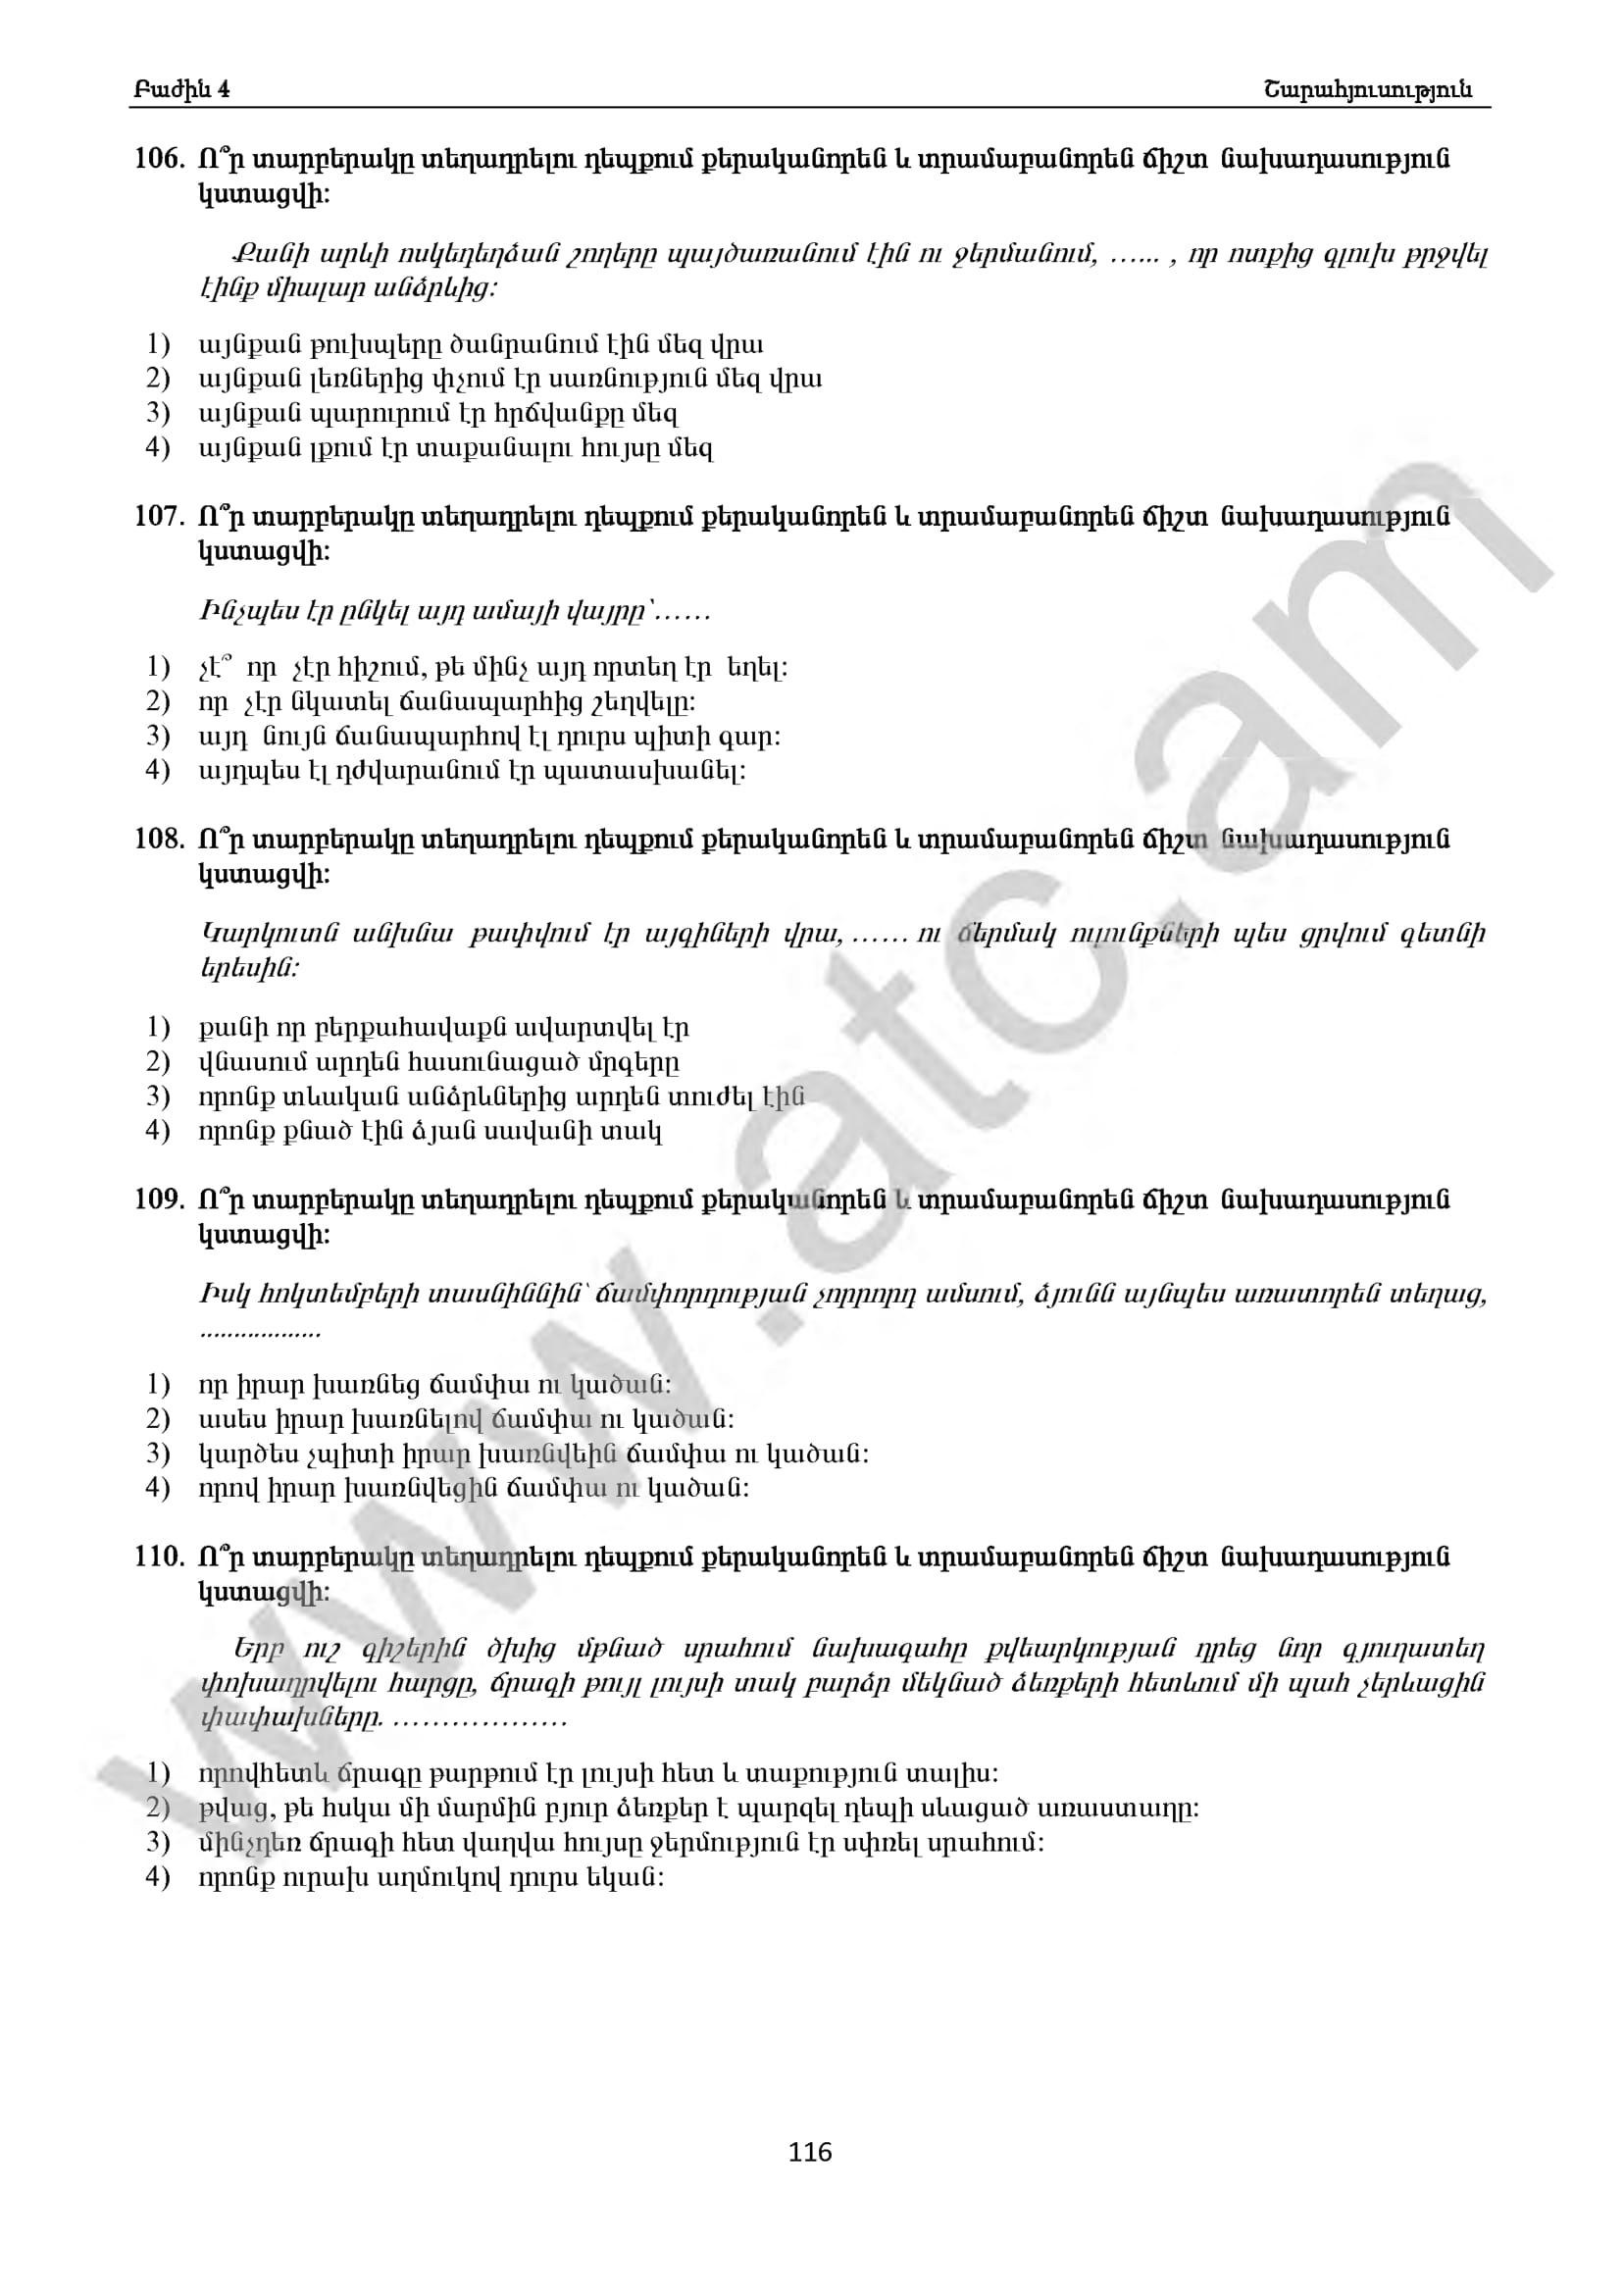 Բաժին 4 Շարահյուսություն
106. Ո՞ր տարբերակը տեղադրելու դեպքում քերականորեն և տրամաբանորեն ճիշտ նախադասություն
կստացվի:
Քանի արևի ոսկեղեղձան շողերը պայծառանում էին ու ջերմանում, …… , որ ոտքից գլուխ թրջվել
էինք միալար անձրևից:
1) այնքան թուխպերը ծանրանում էին մեզ վրա
2) այնքան լեռներից փչում էր սառնություն մեզ վրա
3) այնքան պարուրում էր հրճվանքը մեզ
4) այնքան լքում էր տաքանալու հույսը մեզ
107. Ո՞ր տարբերակը տեղադրելու դեպքում քերականորեն և տրամաբանորեն ճիշտ նախադասություն
կստացվի:
Ինչպես էր ընկել այդ ամայի վայրը՝……
1) չէ՞ որ չէր հիշում, թե մինչ այդ որտեղ էր եղել:
2) որ չէր նկատել ճանապարհից շեղվելը:
3) այդ նույն ճանապարհով էլ դուրս պիտի գար:
4) այդպես էլ դժվարանում էր պատասխանել:
108. Ո՞ր տարբերակը տեղադրելու դեպքում քերականորեն և տրամաբանորեն ճիշտ նախադասություն
կստացվի:
Կարկուտն անխնա թափվում էր այգիների վրա, …… ու ճերմակ ուլունքների պես ցրվում գետնի
երեսին:
1) քանի որ բերքահավաքն ավարտվել էր
2) վնասում արդեն հասունացած մրգերը
3) որոնք տևական անձրևներից արդեն տուժել էին
4) որոնք քնած էին ձյան սավանի տակ
109. Ո՞ր տարբերակը տեղադրելու դեպքում քերականորեն և տրամաբանորեն ճիշտ նախադասություն
կստացվի:
Իսկ հոկտեմբերի տասնիննին՝ ճամփորդության չորրորդ ամսում, ձյունն այնպես առատորեն տեղաց,
.................
1) որ իրար խառնեց ճամփա ու կածան:
2) ասես իրար խառնելով ճամփա ու կածան:
3) կարծես չպիտի իրար խառնվեին ճամփա ու կածան:
4) որով իրար խառնվեցին ճամփա ու կածան:
110. Ո՞ր տարբերակը տեղադրելու դեպքում քերականորեն և տրամաբանորեն ճիշտ նախադասություն
կստացվի:
Երբ ուշ գիշերին ծխից մթնած սրահում նախագահը քվեարկության դրեց նոր գյուղատեղ
փոխադրվելու հարցը, ճրագի թույլ լույսի տակ բարձր մեկնած ձեռքերի հետևում մի պահ չերևացին
փափախները. ………………
1) որովհետև ճրագը թարթում էր լույսի հետ և տաքություն տալիս:
2) թվաց, թե հսկա մի մարմին բյուր ձեռքեր է պարզել դեպի սևացած առաստաղը:
3) մինչդեռ ճրագի հետ վաղվա հույսը ջերմություն էր սփռել սրահում:
4) որոնք ուրախ աղմուկով դուրս եկան:
116
www.atc.am